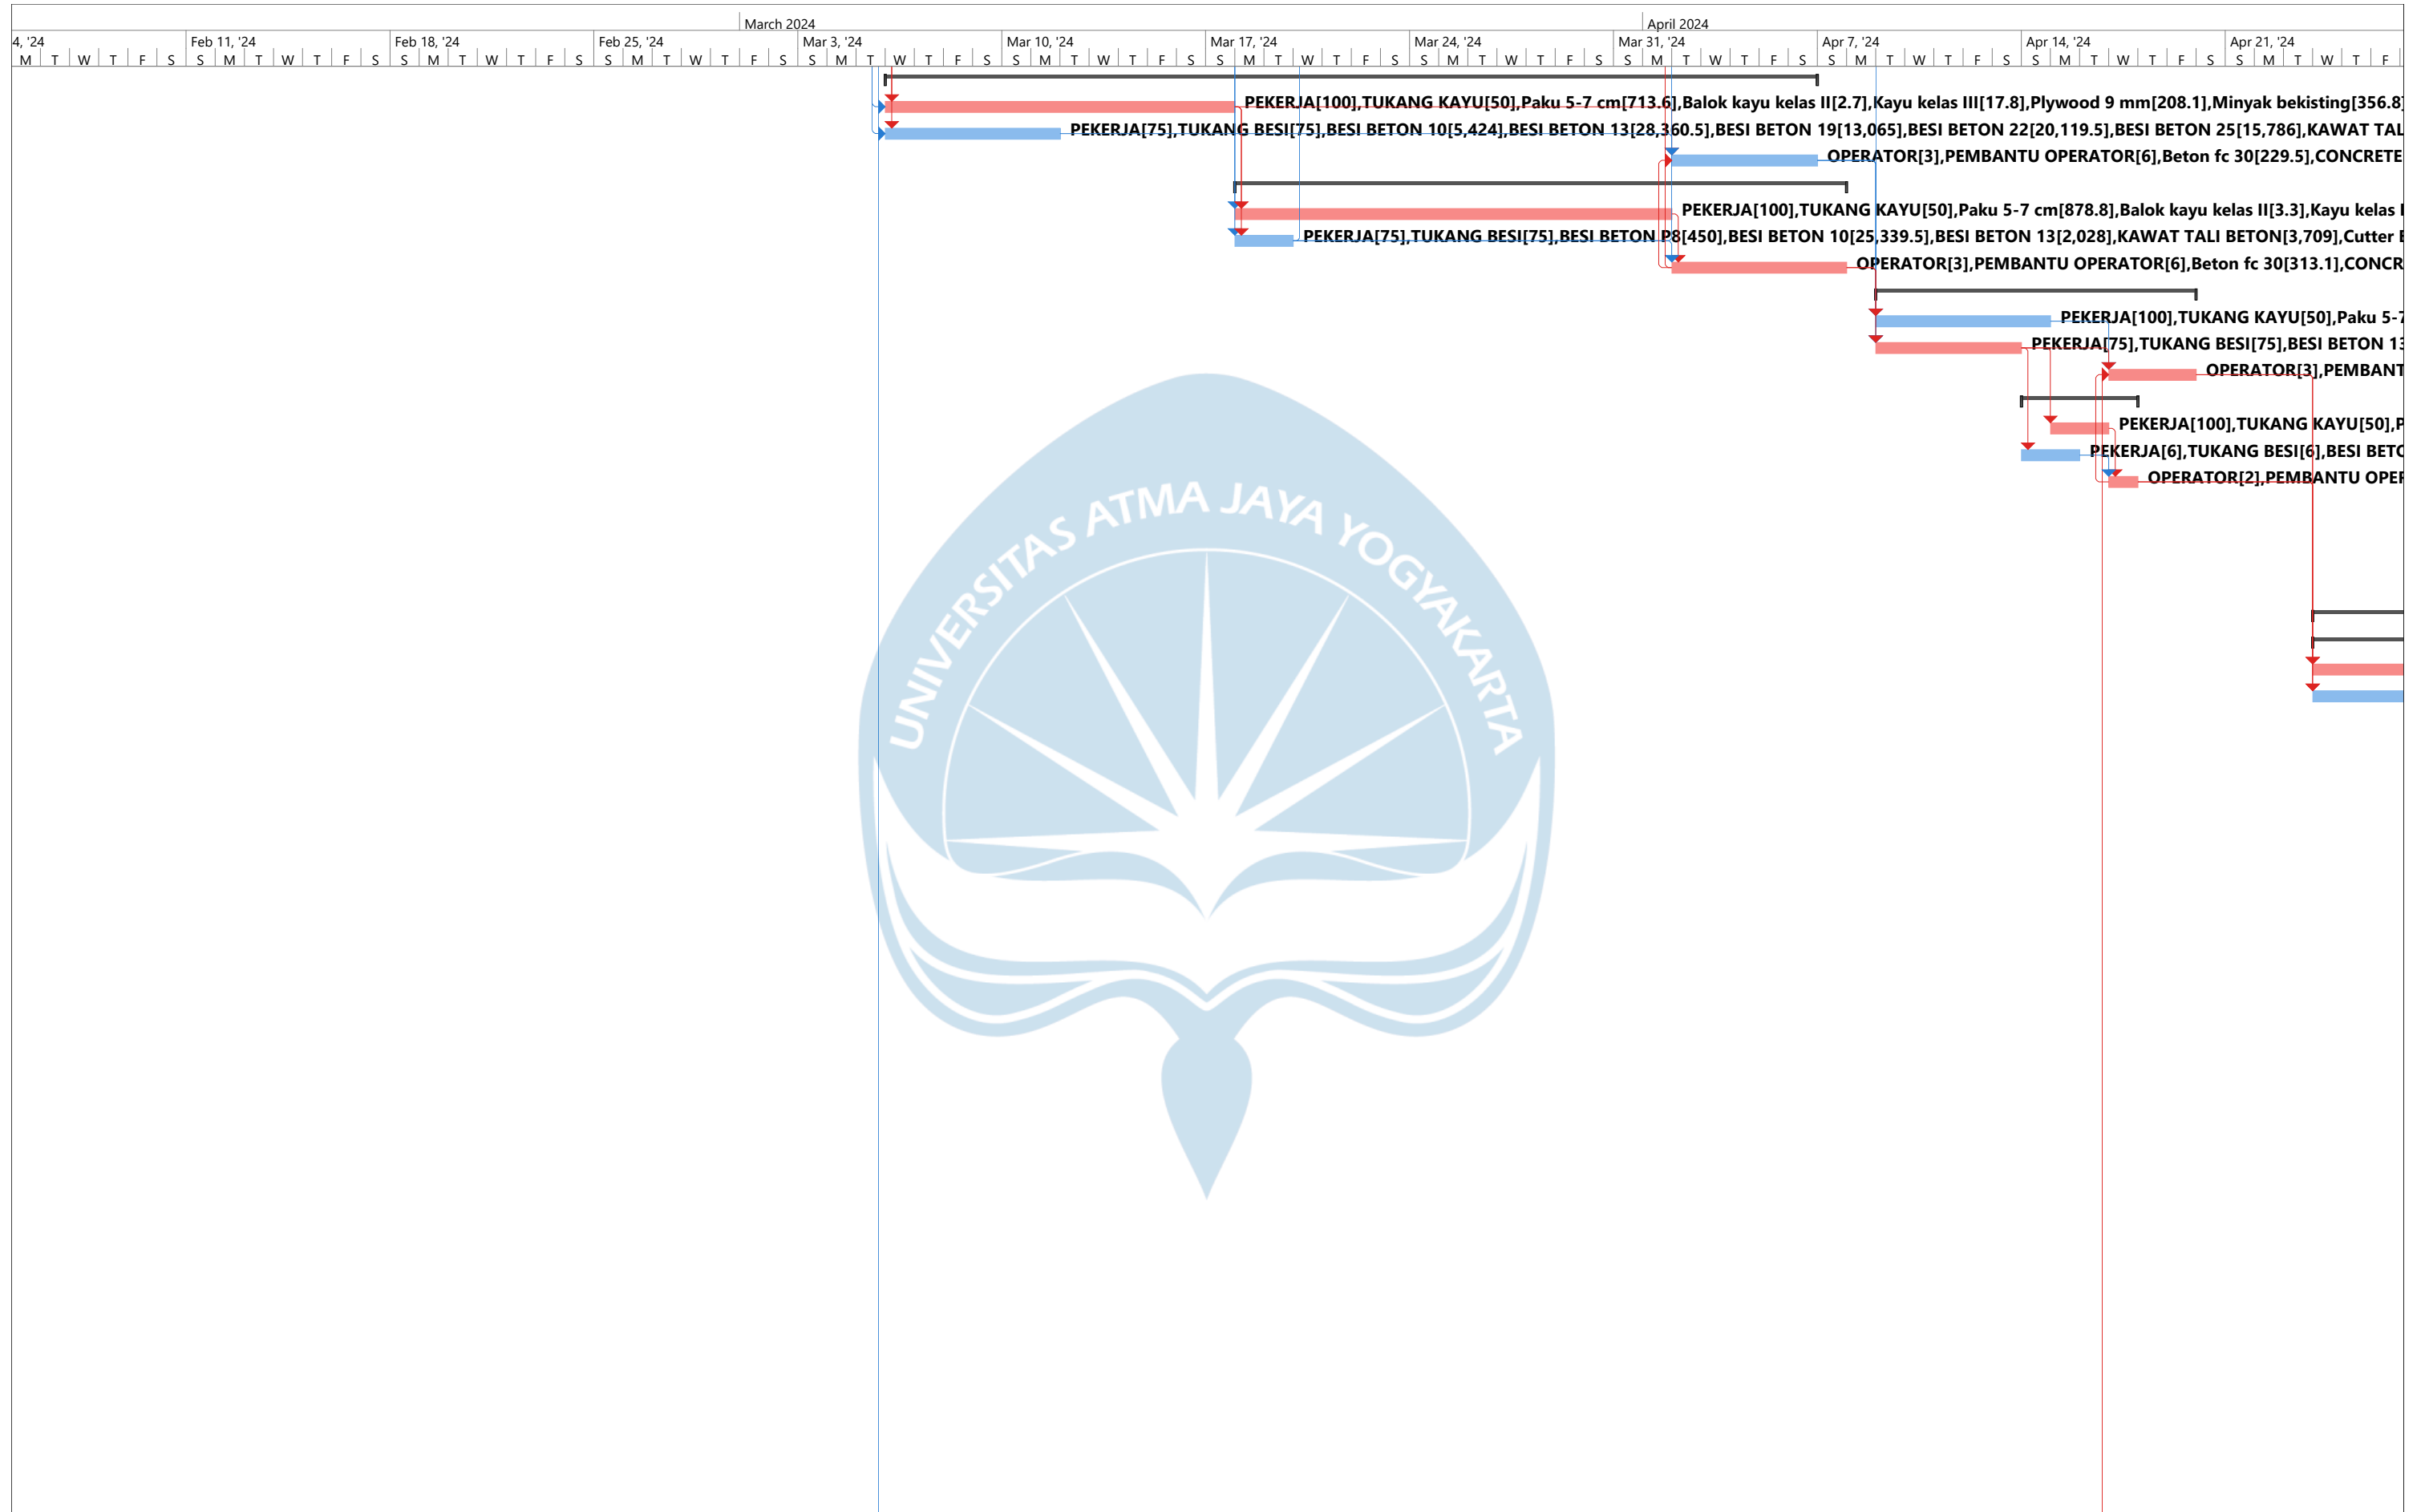 March 2024 April 2024
4, '24 Feb 11, '24 Feb 18, '24 Feb 25, '24 Mar 3, '24 Mar 10, '24 Mar 17, '24 Mar 24, '24 Mar 31, '24 Apr 7, '24 Apr 14, '24 Apr 21, '24
M T W T F S S M T W T F S S M T W T F S S M T W T F S S M T W T F S S M T W T F S S M T W T F S S M T W T F S S M T W T F S S M T W T F S S M T W T F S S M T W T F
PEKERJA[100],TUKANG KAYU[50],Paku 5-7 cm[713.6],Balok kayu kelas II[2.7],Kayu kelas III[17.8],Plywood 9 mm[208.1],Minyak bekisting[356.8]
PEKERJA[75],TUKANG BESI[75],BESI BETON 10[5,424],BESI BETON 13[28,360.5],BESI BETON 19[13,065],BESI BETON 22[20,119.5],BESI BETON 25[15,786],KAWAT TAL
OPERATOR[3],PEMBANTU OPERATOR[6],Beton fc 30[229.5],CONCRETE
PEKERJA[100],TUKANG KAYU[50],Paku 5-7 cm[878.8],Balok kayu kelas II[3.3],Kayu kelas
PEKERJA[75],TUKANG BESI[75],BESI BETON P8[450],BESI BETON 10[25,339.5],BESI BETON 13[2,028],KAWAT TALI BETON[3,709],Cutter
OPERATOR[3],PEMBANTU OPERATOR[6],Beton fc 30[313.1],CONCR
PEKERJA[100],TUKANG KAYU[50],Paku 5-7
PEKERJA[75],TUKANG BESI[75],BESI BETON 13
OPERATOR[3],PEMBANT
PEKERJA[100],TUKANG KAYU[50],P
PEKERJA[6],TUKANG BESI[6],BESI BETO
OPERATOR[2],PEMBANTU OPER
UNIVERSITAS ATMA JAYA YOGYAKARTA